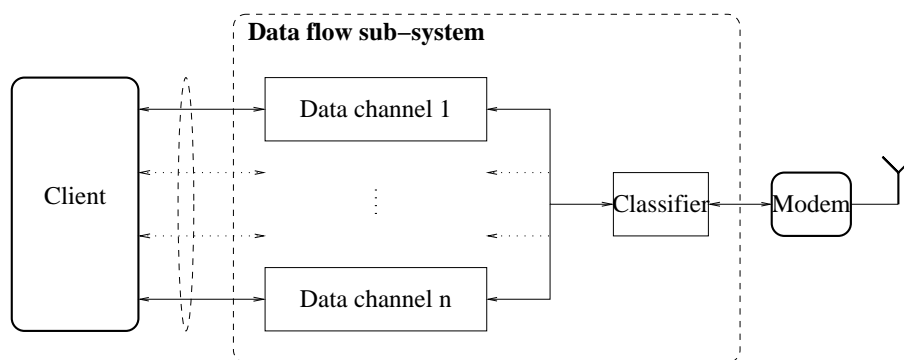 Data flow sub-system
Data channel 1
Client
Classifier
Modem
Data channel n